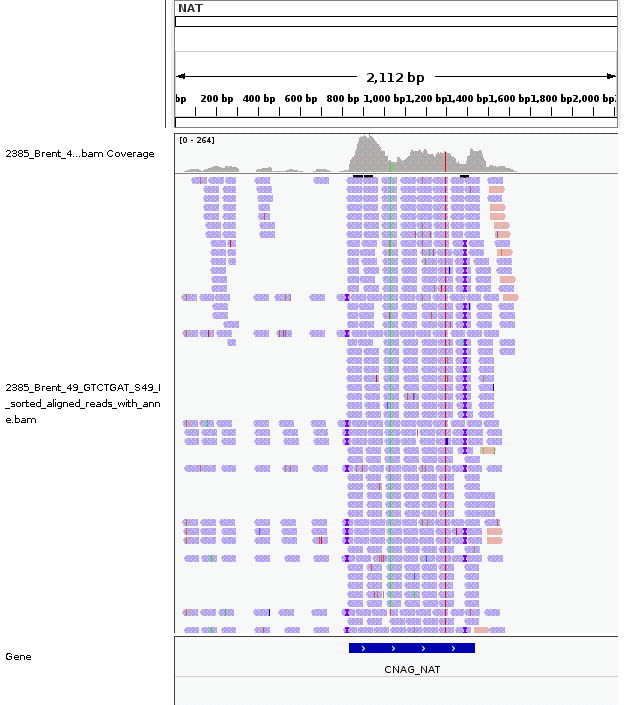 NAT
2,112 bp
bp 200 bp 400 bp 600 bp 800 bp 1,000 bp 1,200 bp 1,400 bp 1,600 bp 1,800 bp 2,000 bp
[0 - 264]
2385_Brent_4...bam Coverage
2385_Brent_49_GTCTGAT_S49_l
_sorted_aligned_reads_with_ann
e.bam
Gene
CNAG_NAT